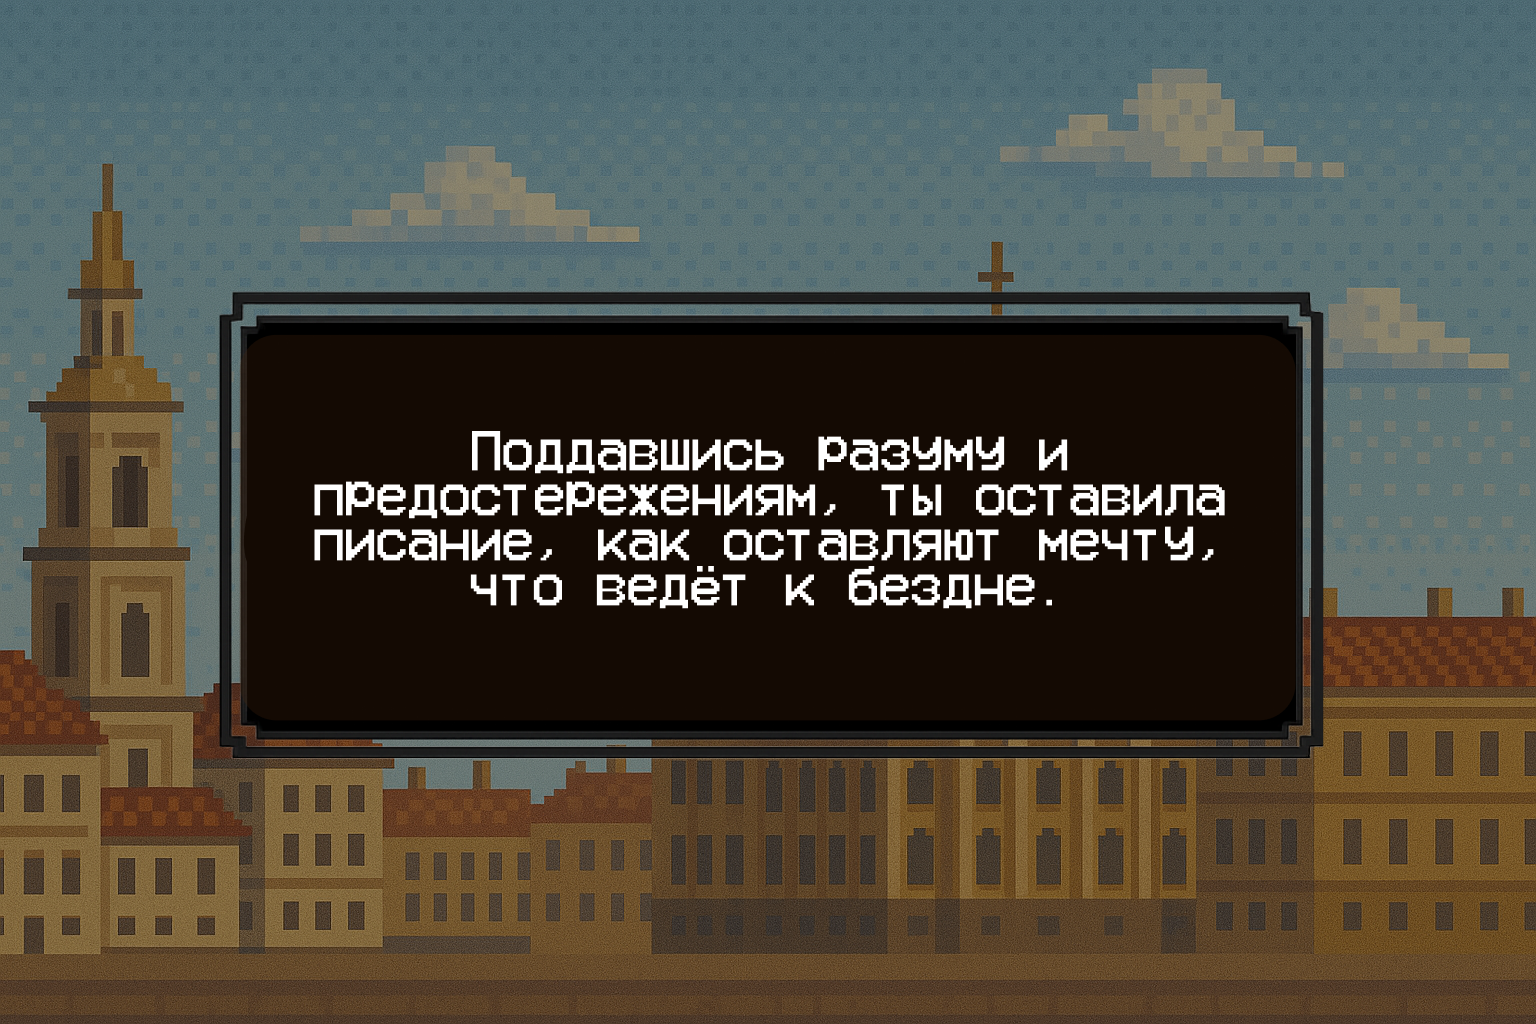 Поддавшись разуму и
предостережениям, ты оставила
писание, как оставляют мечту,
что ведёт к бездне.